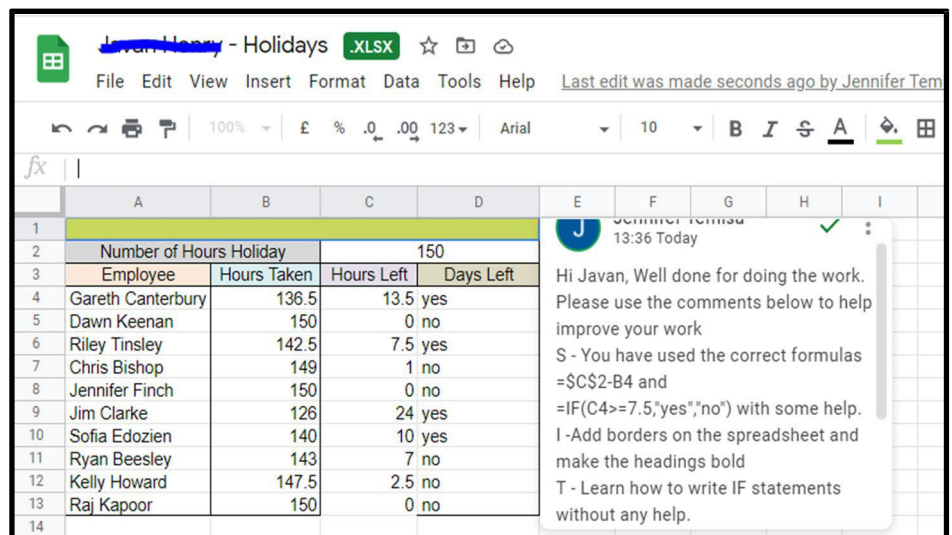 - Holidays .XLSX
File Edit View Insert Format Data Tools Help Last edit was made seconds ago by Jennifer Tem
100% £ % .0 .00 123 Arial 10 B I S A
fx
A B C D E F G H I
1
2 Number of Hours Holiday 150
3 Employee Hours Taken Hours Left Days Left
4 Gareth Canterbury 136.5 13.5 yes
5 Dawn Keenan 150 0 no
6 Riley Tinsley 142.5 7.5 yes
7 Chris Bishop 149 1 no
8 Jennifer Finch 150 0 no
9 Jim Clarke 126 24 yes
10 Sofia Edozien 140 10 yes
11 Ryan Beesley 143 7 no
12 Kelly Howard 147.5 2.5 no
13 Raj Kapoor 150 0 no
14
J
13:36 Today
Hi Javan, Well done for doing the work.
Please use the comments below to help
improve your work
S - You have used the correct formulas
=$C$2-B4 and
=IF(C4>=7.5,"yes","no") with some help.
I -Add borders on the spreadsheet and
make the headings bold
T - Learn how to write IF statements
without any help.